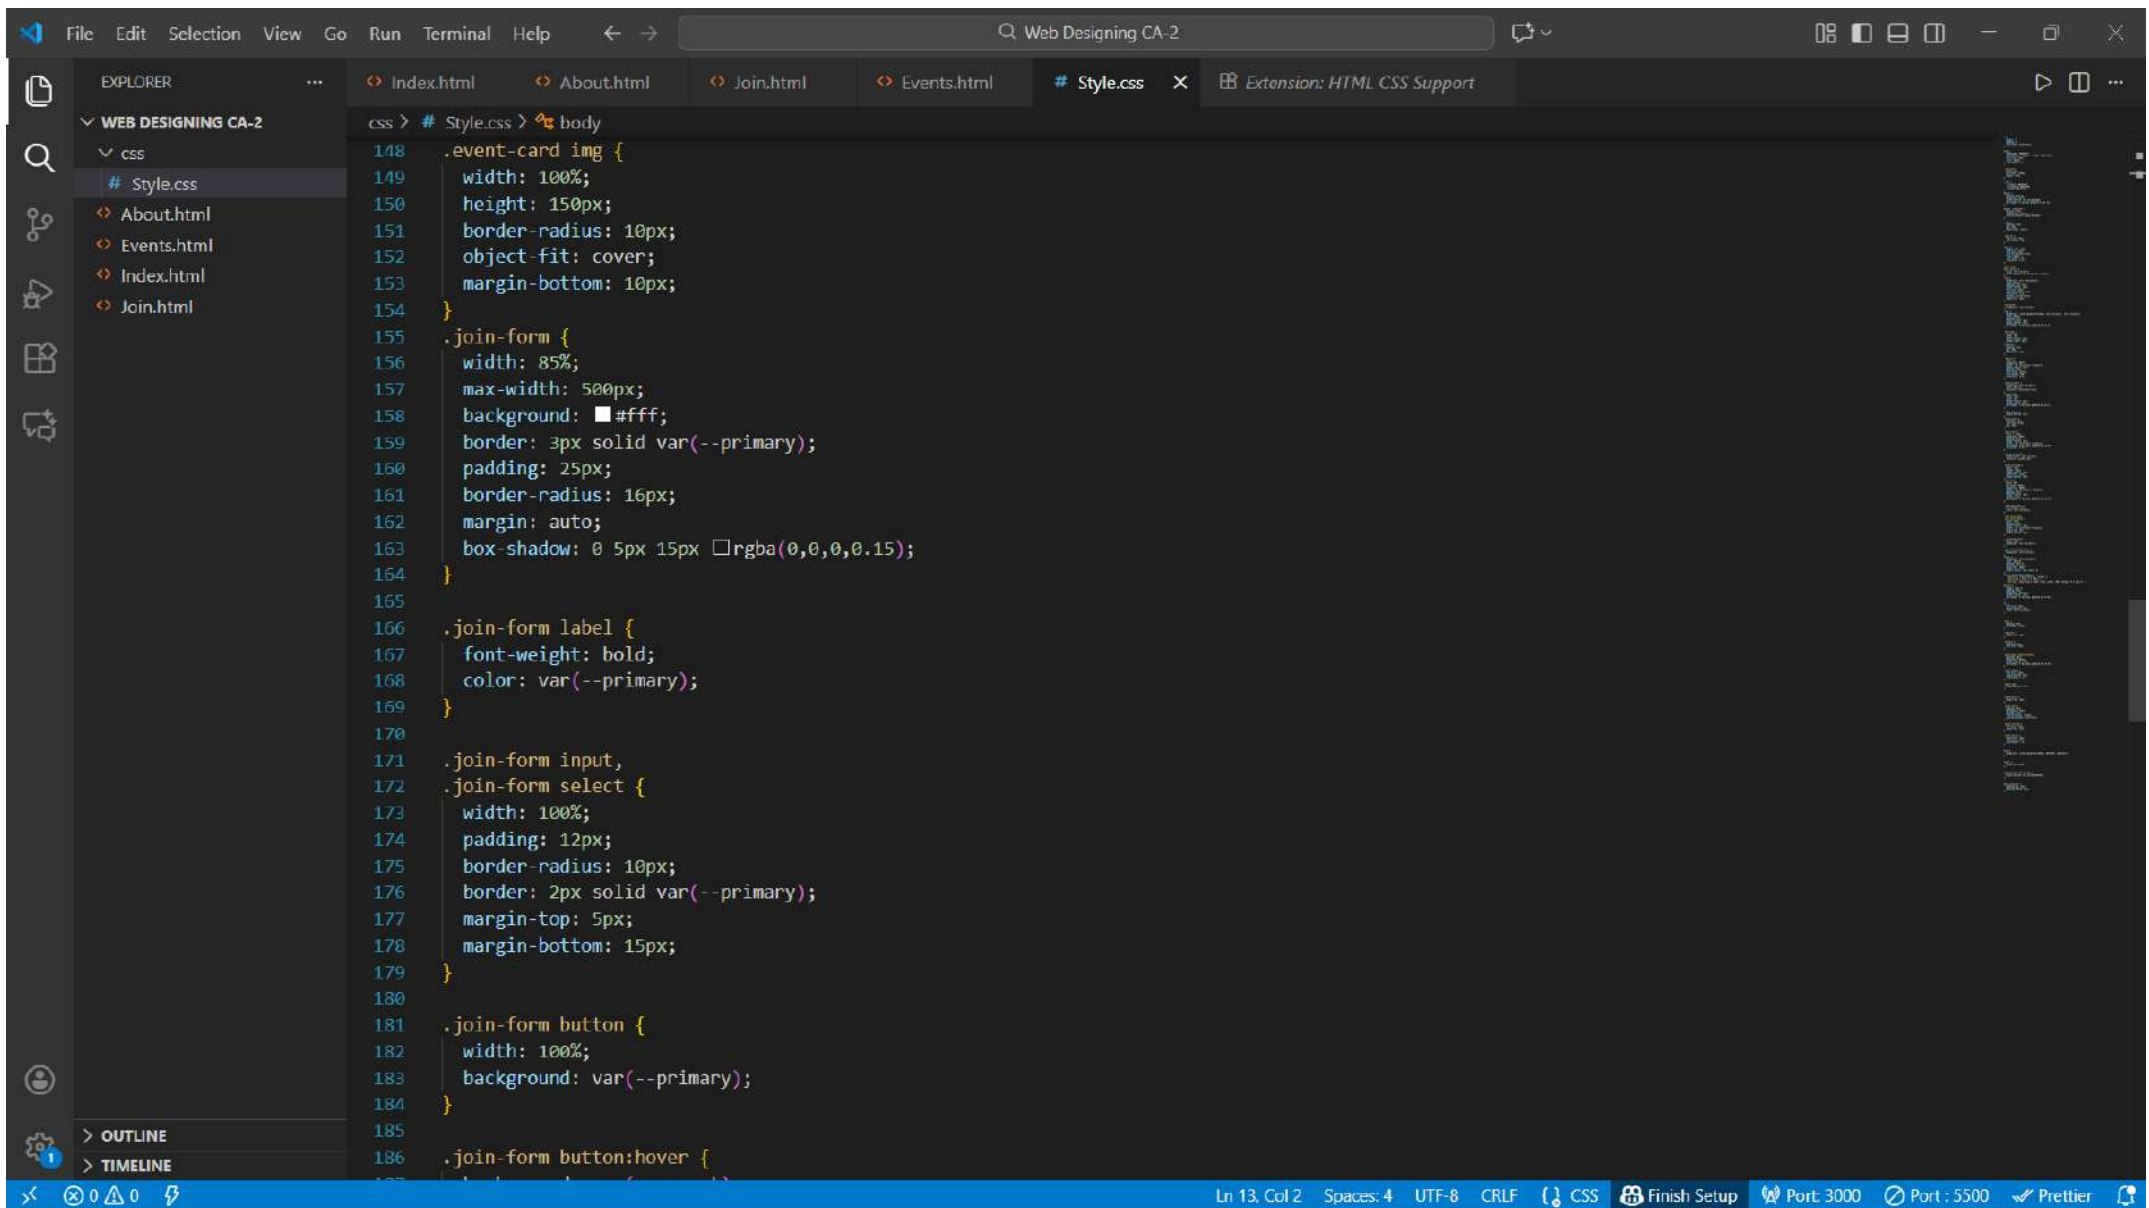 File Edit Selection View Go Run Terminal Help
Web Designing CA-2
EXPLORER
Index.html
About.html
Join.html
Events.html
# Style.css
Extension: HTML CSS Support
WEB DESIGNING CA-2
css
# Style.css
About.html
Events.html
Index.html
Join.html
OUTLINE
TIMELINE
css > # Style.css > body
148 .event-card img {
149 width: 100%;
150 height: 150px;
151 border-radius: 10px;
152 object-fit: cover;
153 margin-bottom: 10px;
154 }
155 .join-form {
156 width: 85%;
157 max-width: 500px;
158 background: #fff;
159 border: 3px solid var(--primary);
160 padding: 25px;
161 border-radius: 16px;
162 margin: auto;
163 box-shadow: 0 5px 15px rgba(0,0,0,0.15);
164 }
165
166 .join-form label {
167 font-weight: bold;
168 color: var(--primary);
169 }
170
171 .join-form input,
172 .join-form select {
173 width: 100%;
174 padding: 12px;
175 border-radius: 10px;
176 border: 2px solid var(--primary);
177 margin-top: 5px;
178 margin-bottom: 15px;
179 }
180
181 .join-form button {
182 width: 100%;
183 background: var(--primary);
184 }
185
186 .join-form button:hover {
1
0 0
Ln 13, Col 2 Spaces: 4 UTF-8 CRLF { } CSS Finish Setup Port: 3000 Port : 5500 Prettier